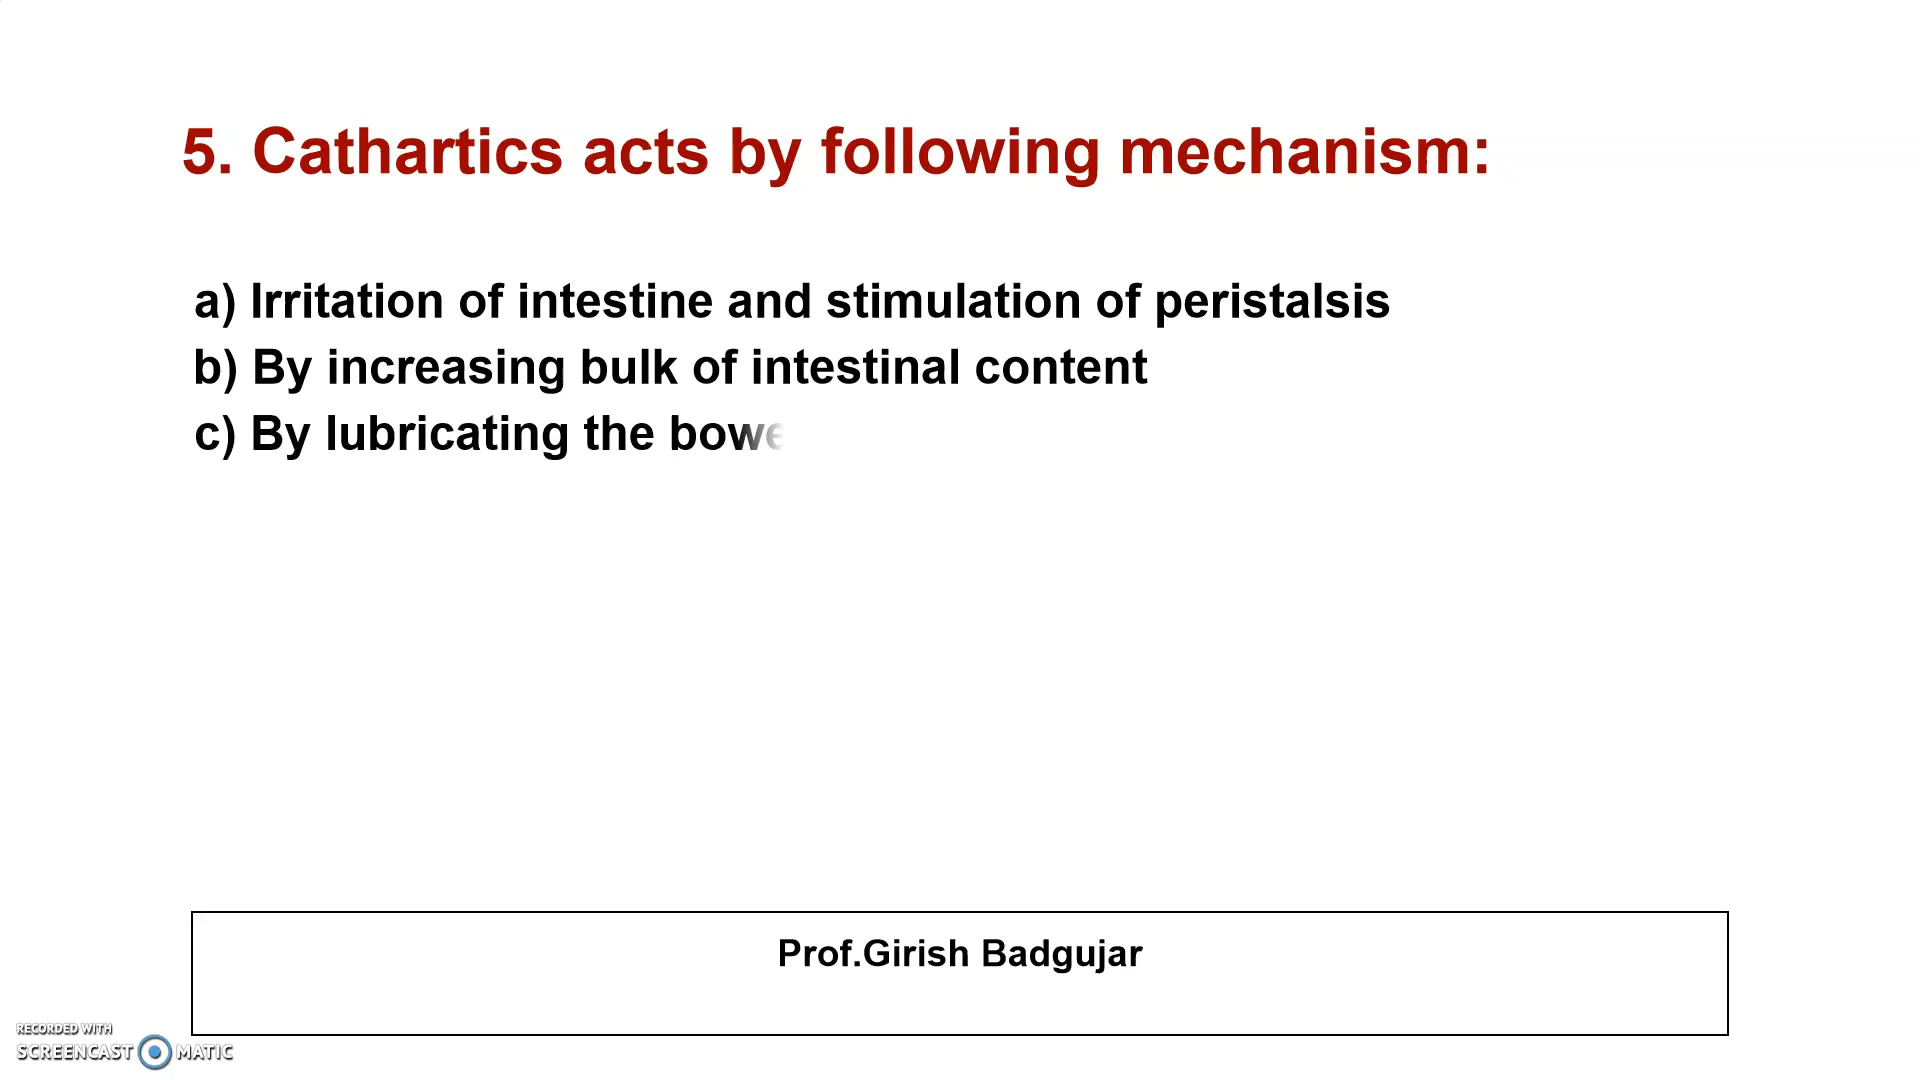 5. Cathartics acts by following mechanism:
a) Irritation of intestine and stimulation of peristalsis
b) By increasing bulk of intestinal content
c) By lubricating the bowe
Prof.Girish Badgujar
RECORDED WITH
SCREENCAST MATIC